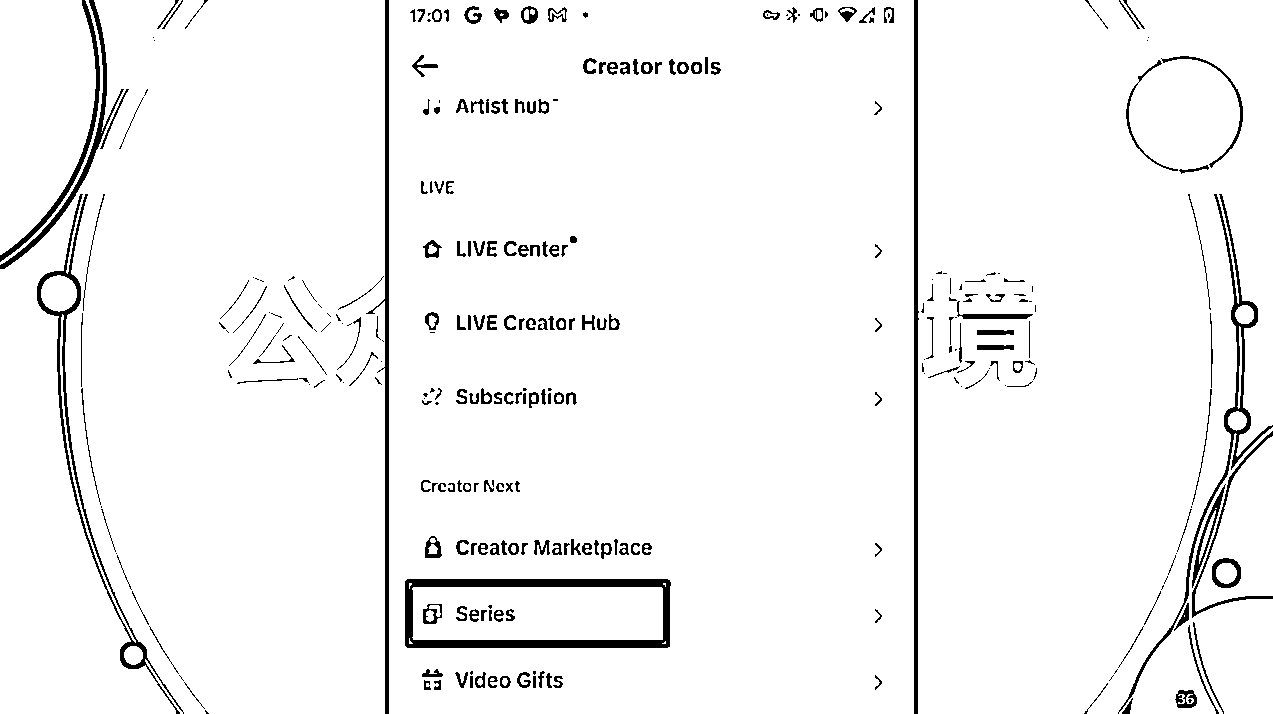 17:01
Creator tools
Artist hub
LIVE
LIVE Center
LIVE Creator Hub
Subscription
Creator Next
Creator Marketplace
Series
Video Gifts
公众
境
36